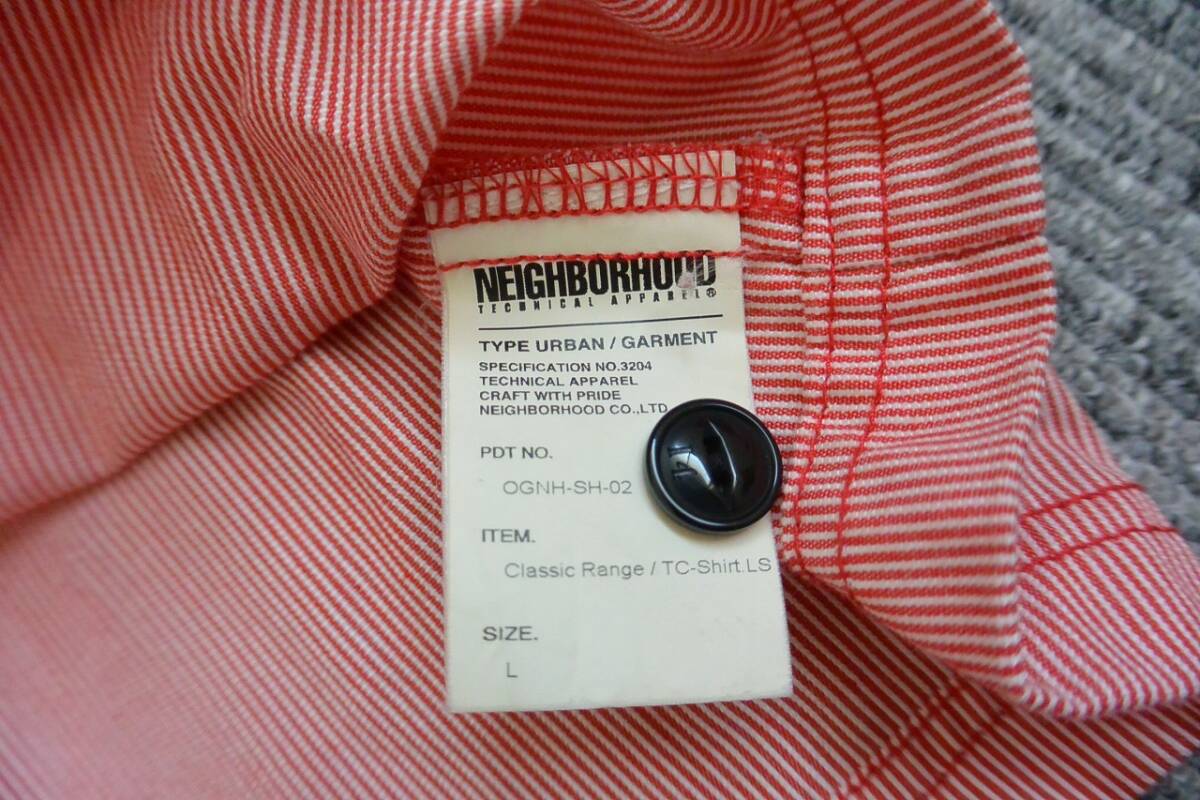 NEIGHBORHOOD
TECHNICAL APPAREL®
TYPE URBAN / GARMENT
SPECIFICATION NO.3204
TECHNICAL APPAREL
CRAFT WITH PRIDE
NEIGHBORHOOD CO.,LTD
PDT NO.
OGNH-SH-02
ITEM.
Classic Range / TC-Shirt.LS
SIZE.
L